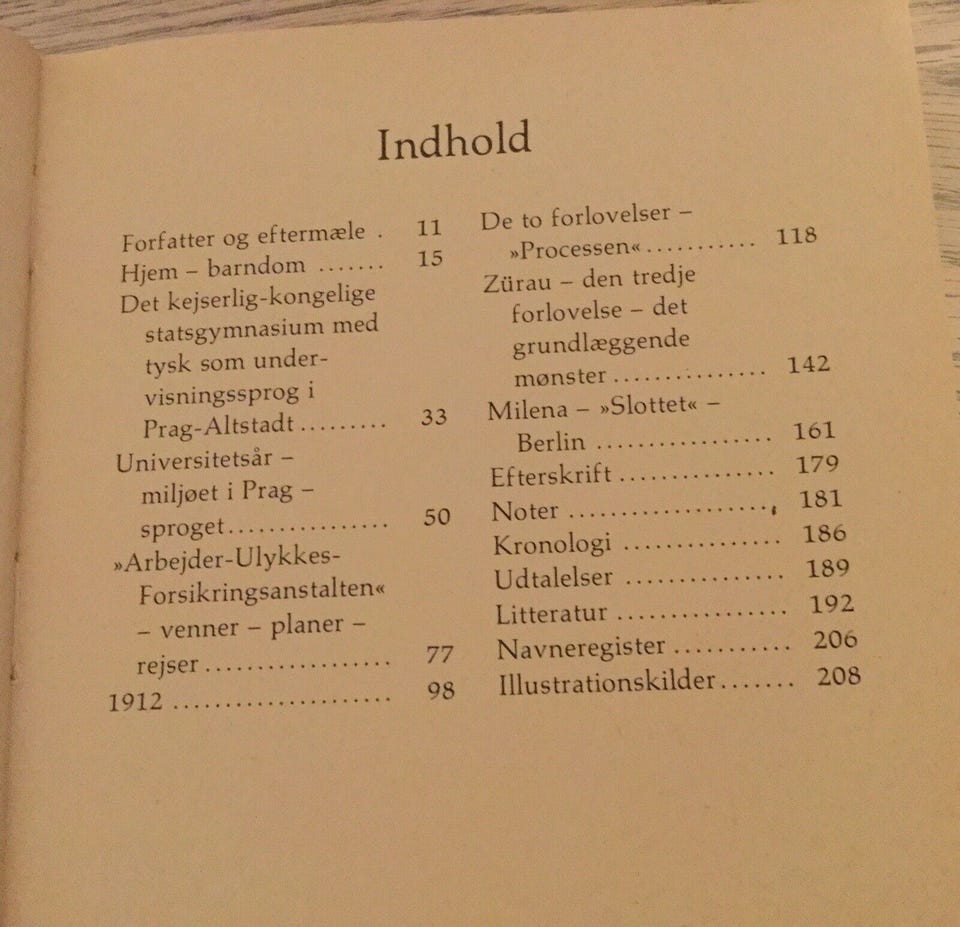 Indhold
Forfatter og eftermæle . 11
Hjem – barndom ....... 15
Det kejserlig-kongelige
statsgymnasium med
tysk som under-
visningssprog i
Prag-Altstadt ......... 33
Universitetsår –
miljøet i Prag –
sproget ................ 50
»Arbejder-Ulykkes-
Forsikringsanstalten«
– venner – planer –
rejser .................. 77
1912 ..................... 98
De to forlovelser –
»Processen« ........... 118
Zürau – den tredje
forlovelse – det
grundlæggende
mønster ............... 142
Milena – »Slottet« –
Berlin ................. 161
Efterskrift ............... 179
Noter .................... 181
Kronologi ............... 186
Udtalelser ............... 189
Litteratur ................ 192
Navneregister ........... 206
Illustrationskilder ....... 208